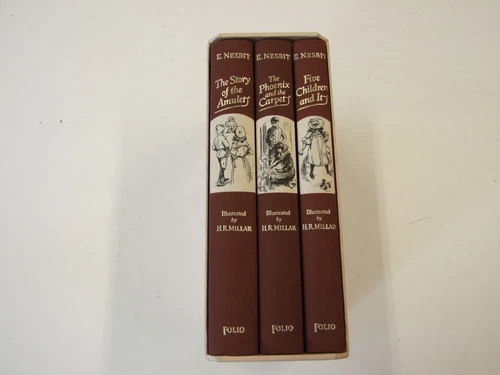 E. NESBIT
The Story
of the
Amulet
Illustrated
by
H.R. MILLAR
FOLIO
E. NESBIT
The
Phoenix
and the
Carpet
Illustrated
by
H.R. MILLAR
FOLIO
E. NESBIT
Five
Children
and It
Illustrated
by
H.R. MILLAR
FOLIO